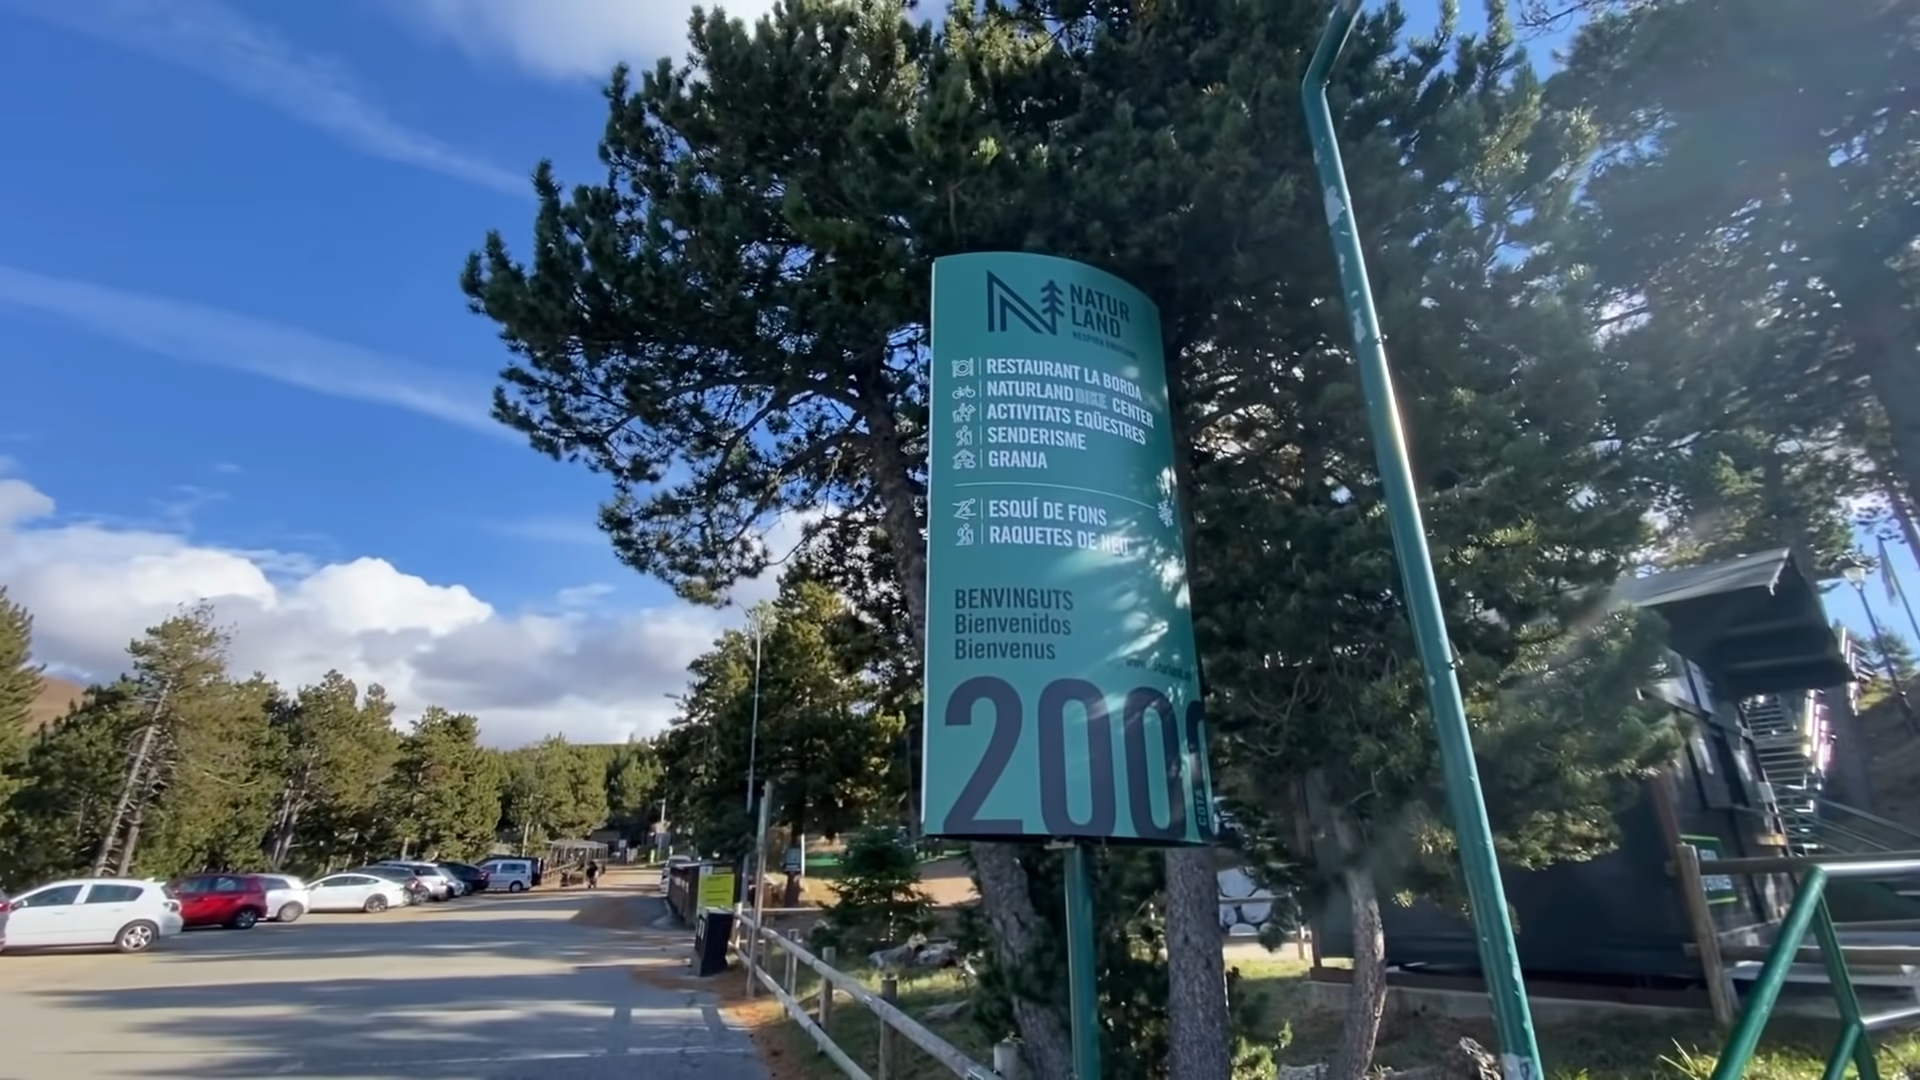 NATUR
LAND
RESTAURANT LA BORDA
NATURLAND BIKE CENTER
ACTIVITATS EQÜESTRES
SENDERISME
GRANJA
ESQUÍ DE FONS
RAQUETES DE NEU
BENVINGUTS
Bienvenidos
Bienvenus
200
COTA